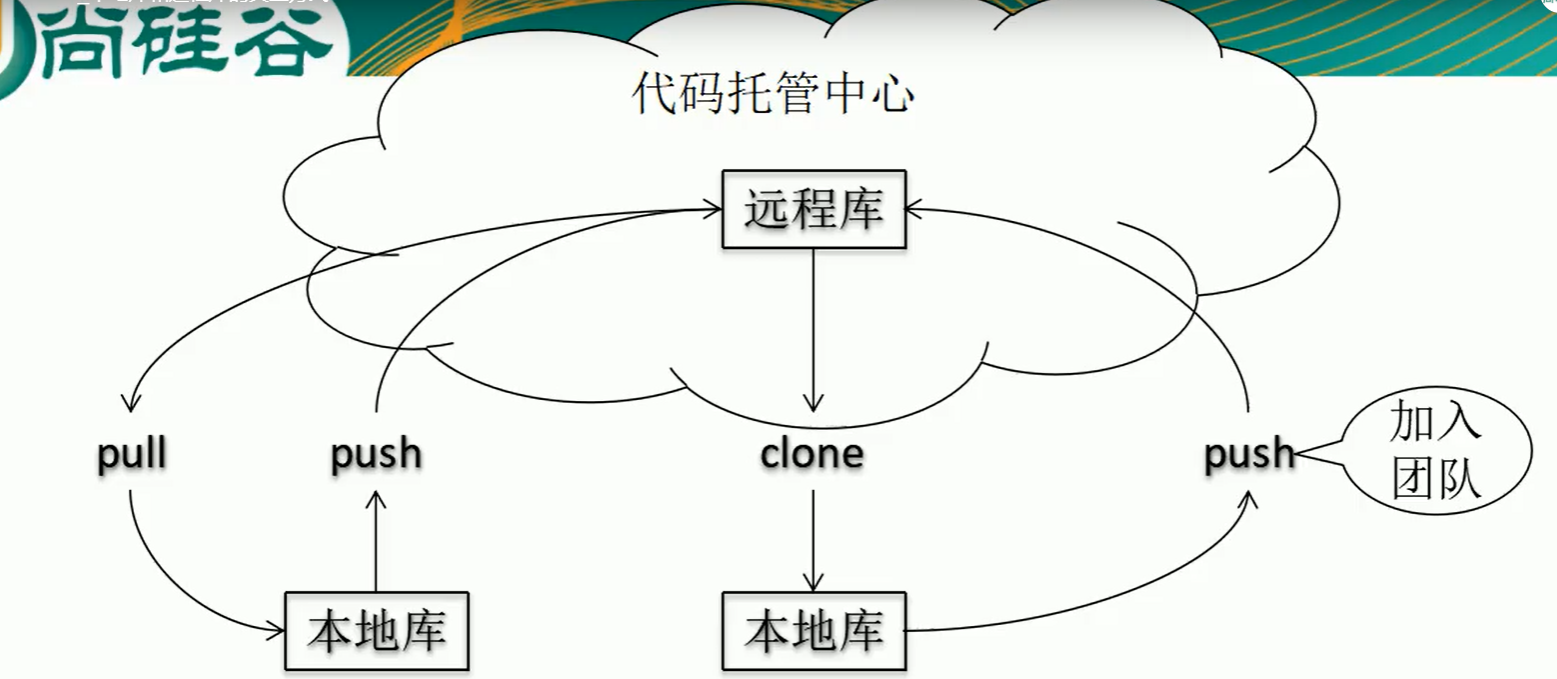 尚硅谷
代码托管中心
远程库
pull
push
clone
push
加入
团队
本地库
本地库